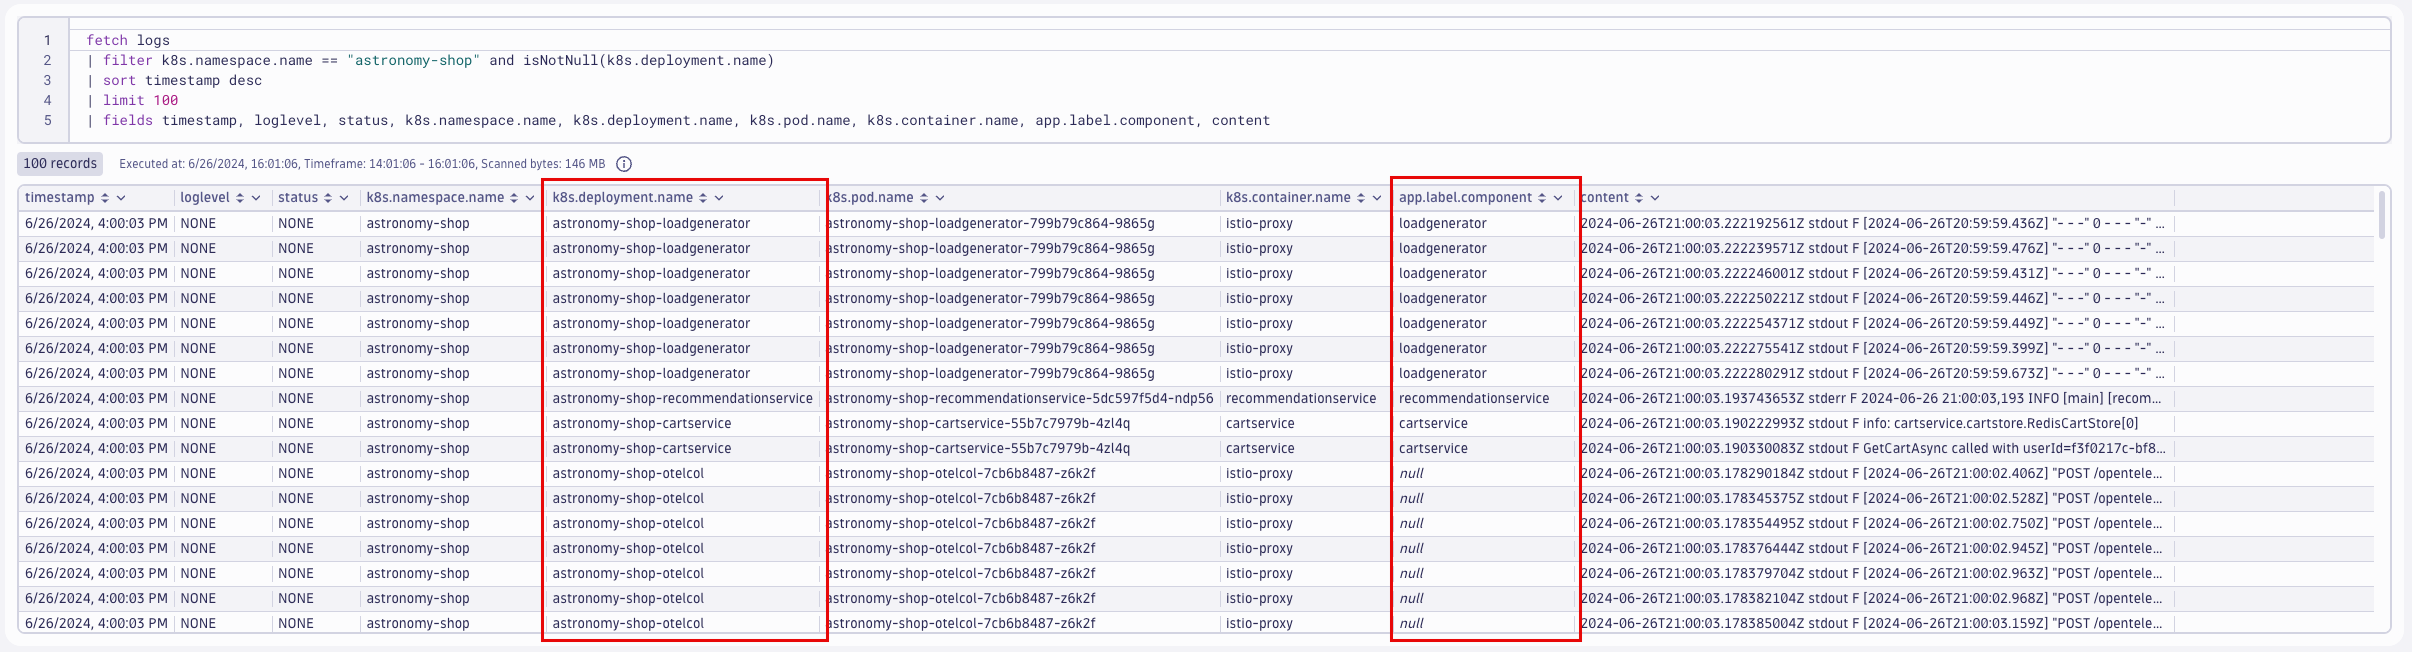 1 fetch logs
2 | filter k8s.namespace.name == "astronomy-shop" and isNotNull(k8s.deployment.name)
3 | sort timestamp desc
4 | limit 100
5 | fields timestamp, loglevel, status, k8s.namespace.name, k8s.deployment.name, k8s.pod.name, k8s.container.name, app.label.component, content
100 records Executed at: 6/26/2024, 16:01:06, Timeframe: 14:01:06 - 16:01:06, Scanned bytes: 146 MB
timestamp loglevel status k8s.namespace.name k8s.deployment.name k8s.pod.name k8s.container.name app.label.component content
6/26/2024, 4:00:03 PM NONE NONE astronomy-shop astronomy-shop-loadgenerator astronomy-shop-loadgenerator-799b79c864-9865g istio-proxy loadgenerator 2024-06-26T21:00:03.222192561Z stdout F [2024-06-26T20:59:59.436Z] "- - -" 0 - - - "-" ...
6/26/2024, 4:00:03 PM NONE NONE astronomy-shop astronomy-shop-loadgenerator astronomy-shop-loadgenerator-799b79c864-9865g istio-proxy loadgenerator 2024-06-26T21:00:03.222239571Z stdout F [2024-06-26T20:59:59.476Z] "- - -" 0 - - - "-" ...
6/26/2024, 4:00:03 PM NONE NONE astronomy-shop astronomy-shop-loadgenerator astronomy-shop-loadgenerator-799b79c864-9865g istio-proxy loadgenerator 2024-06-26T21:00:03.222246001Z stdout F [2024-06-26T20:59:59.431Z] "- - -" 0 - - - "-" ...
6/26/2024, 4:00:03 PM NONE NONE astronomy-shop astronomy-shop-loadgenerator astronomy-shop-loadgenerator-799b79c864-9865g istio-proxy loadgenerator 2024-06-26T21:00:03.222250221Z stdout F [2024-06-26T20:59:59.446Z] "- - -" 0 - - - "-" ...
6/26/2024, 4:00:03 PM NONE NONE astronomy-shop astronomy-shop-loadgenerator astronomy-shop-loadgenerator-799b79c864-9865g istio-proxy loadgenerator 2024-06-26T21:00:03.222254371Z stdout F [2024-06-26T20:59:59.449Z] "- - -" 0 - - - "-" ...
6/26/2024, 4:00:03 PM NONE NONE astronomy-shop astronomy-shop-loadgenerator astronomy-shop-loadgenerator-799b79c864-9865g istio-proxy loadgenerator 2024-06-26T21:00:03.222275541Z stdout F [2024-06-26T20:59:59.399Z] "- - -" 0 - - - "-" ...
6/26/2024, 4:00:03 PM NONE NONE astronomy-shop astronomy-shop-loadgenerator astronomy-shop-loadgenerator-799b79c864-9865g istio-proxy loadgenerator 2024-06-26T21:00:03.222280291Z stdout F [2024-06-26T20:59:59.673Z] "- - -" 0 - - - "-" ...
6/26/2024, 4:00:03 PM NONE NONE astronomy-shop astronomy-shop-recommendationservice astronomy-shop-recommendationservice-5dc597f5d4-ndp56 recommendationservice recommendationservice 2024-06-26T21:00:03.193743653Z stderr F 2024-06-26 21:00:03,193 INFO [main] [recom...
6/26/2024, 4:00:03 PM NONE NONE astronomy-shop astronomy-shop-cartservice astronomy-shop-cartservice-55b7c7979b-4zl4q cartservice cartservice 2024-06-26T21:00:03.190222993Z stdout F info: cartservice.cartstore.RedisCartStore[0]
6/26/2024, 4:00:03 PM NONE NONE astronomy-shop astronomy-shop-cartservice astronomy-shop-cartservice-55b7c7979b-4zl4q cartservice cartservice 2024-06-26T21:00:03.190330083Z stdout F GetCartAsync called with userId=f3f0217c-bf8...
6/26/2024, 4:00:03 PM NONE NONE astronomy-shop astronomy-shop-otelcol astronomy-shop-otelcol-7cb6b8487-z6k2f istio-proxy null 2024-06-26T21:00:03.178290184Z stdout F [2024-06-26T21:00:02.406Z] "POST /opentele...
6/26/2024, 4:00:03 PM NONE NONE astronomy-shop astronomy-shop-otelcol astronomy-shop-otelcol-7cb6b8487-z6k2f istio-proxy null 2024-06-26T21:00:03.178345375Z stdout F [2024-06-26T21:00:02.528Z] "POST /opentele...
6/26/2024, 4:00:03 PM NONE NONE astronomy-shop astronomy-shop-otelcol astronomy-shop-otelcol-7cb6b8487-z6k2f istio-proxy null 2024-06-26T21:00:03.178354495Z stdout F [2024-06-26T21:00:02.750Z] "POST /opentele...
6/26/2024, 4:00:03 PM NONE NONE astronomy-shop astronomy-shop-otelcol astronomy-shop-otelcol-7cb6b8487-z6k2f istio-proxy null 2024-06-26T21:00:03.178376444Z stdout F [2024-06-26T21:00:02.945Z] "POST /opentele...
6/26/2024, 4:00:03 PM NONE NONE astronomy-shop astronomy-shop-otelcol astronomy-shop-otelcol-7cb6b8487-z6k2f istio-proxy null 2024-06-26T21:00:03.178379704Z stdout F [2024-06-26T21:00:02.963Z] "POST /opentele...
6/26/2024, 4:00:03 PM NONE NONE astronomy-shop astronomy-shop-otelcol astronomy-shop-otelcol-7cb6b8487-z6k2f istio-proxy null 2024-06-26T21:00:03.178382104Z stdout F [2024-06-26T21:00:02.968Z] "POST /opentele...
6/26/2024, 4:00:03 PM NONE NONE astronomy-shop astronomy-shop-otelcol astronomy-shop-otelcol-7cb6b8487-z6k2f istio-proxy null 2024-06-26T21:00:03.178385004Z stdout F [2024-06-26T21:00:03.159Z] "POST /opentele...